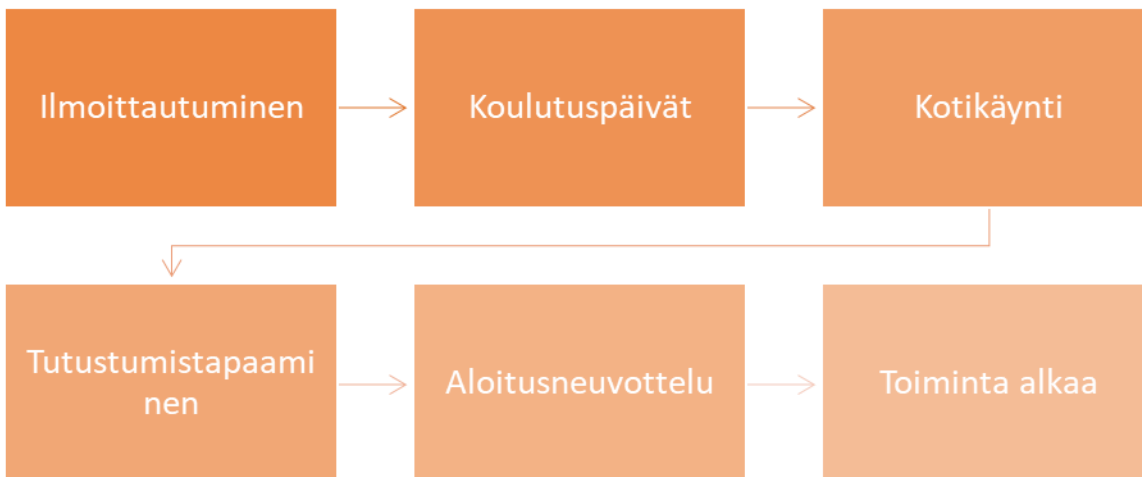 Ilmoittautuminen
Koulutuspäivät
Kotikäynti
Tutustumistapaami
nen
Aloitusneuvottelu
Toiminta alkaa